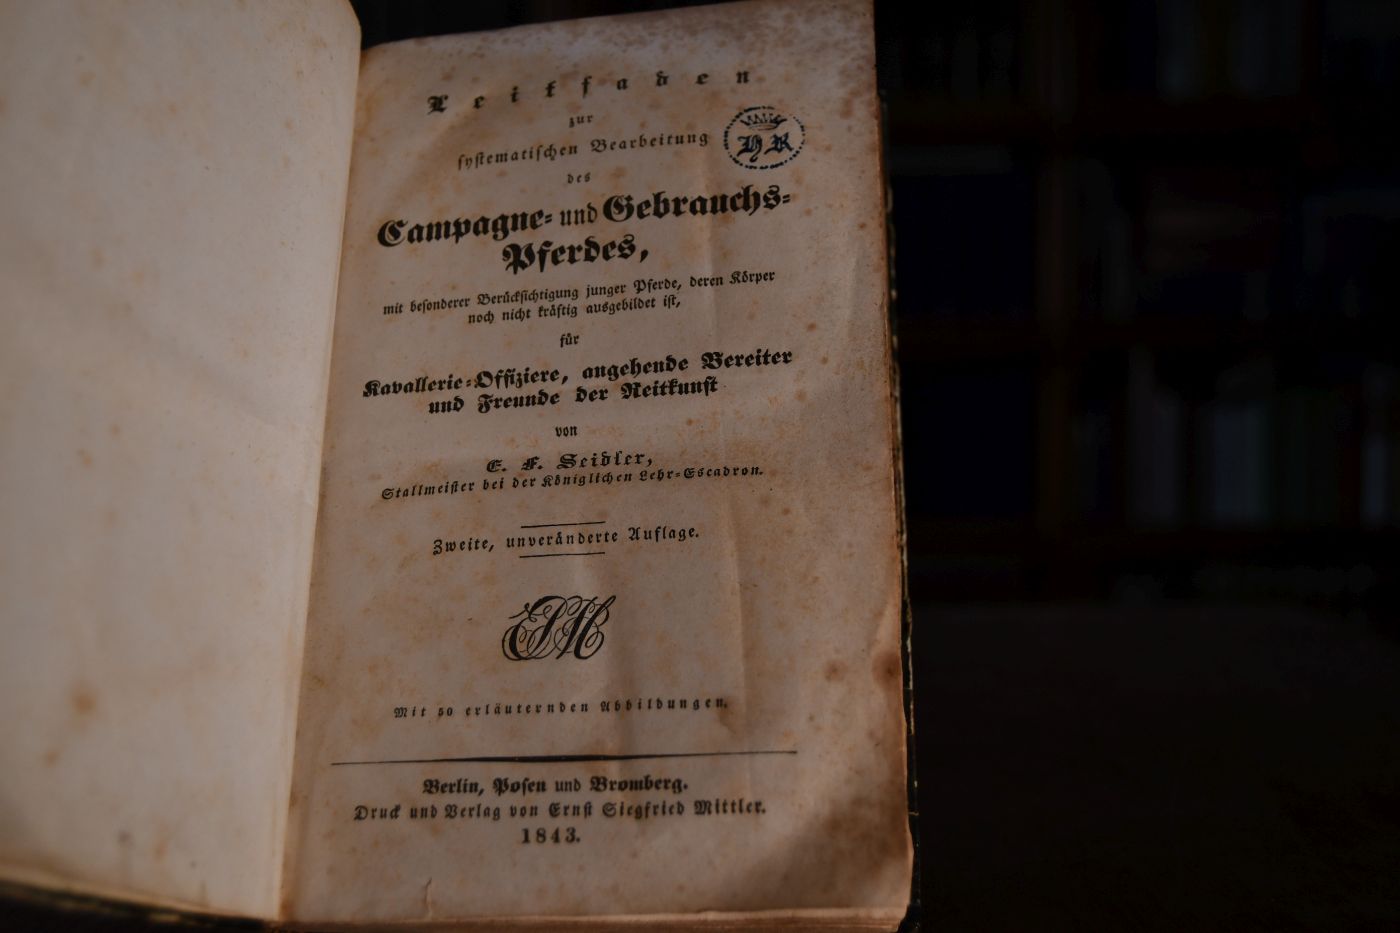 Leitfaden
zur
systematischen Bearbeitung
des
Campagne- und Gebrauchs-
Pferdes,
mit besonderer Berücksichtigung junger Pferde, deren Körper
noch nicht kräftig ausgebildet ist,
für
Kavallerie-Offiziere, angehende Bereiter
und Freunde der Reitkunst
von
E. F. Seidler,
Stallmeister bei der Königlichen Lehr-Escadron.
Zweite, unveränderte Auflage.
ESM
Mit 50 erläuternden Abbildungen.
Berlin, Posen und Bromberg.
Druck und Verlag von Ernst Siegfried Mittler.
1843.